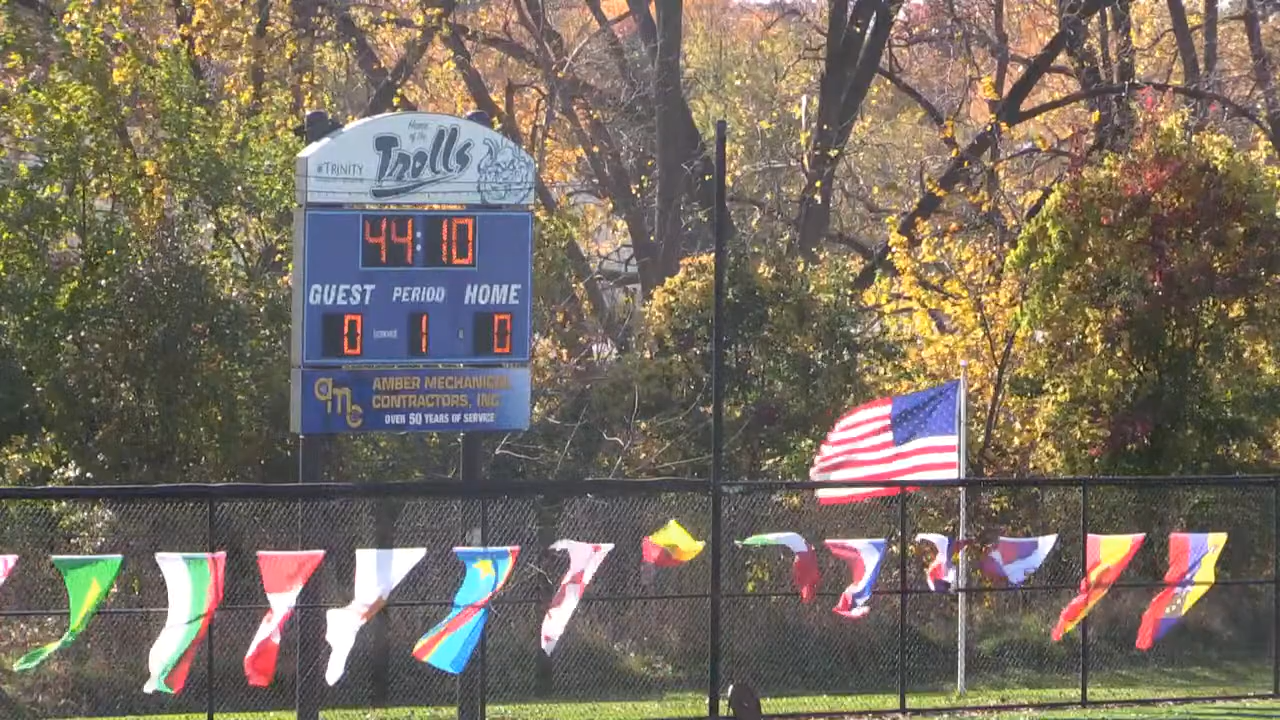 Home
of the
#TRINITY
Trolls
44:10
GUEST PERIOD HOME
0 1 0
amc
AMBER MECHANICAL
CONTRACTORS, INC
OVER 50 YEARS OF SERVICE